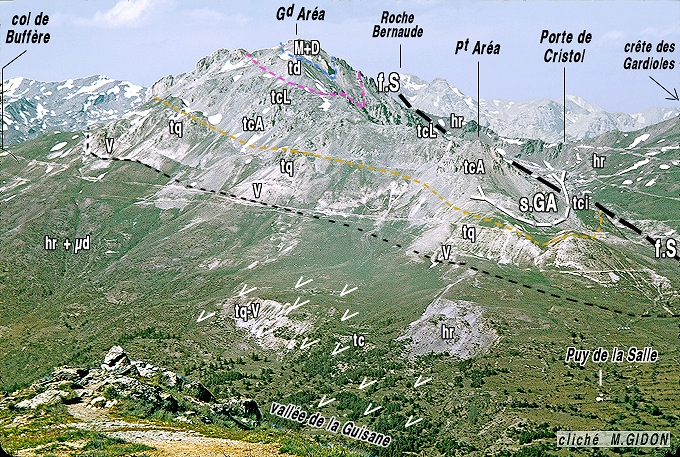 col de
Buffère
Gd Aréa
Roche
Bernaude
Pt Aréa
Porte de
Cristol
crête des
Gardioles
M+D
td
f.S
tcL
tcL
hr
tcA
tcA
hr
tq
tq
V
V
s.GA
tci
tq
V
f.S
hr + µd
tq-V
tc
hr
Puy de la Salle
vallée de la Guisane
cliché M.GIDON